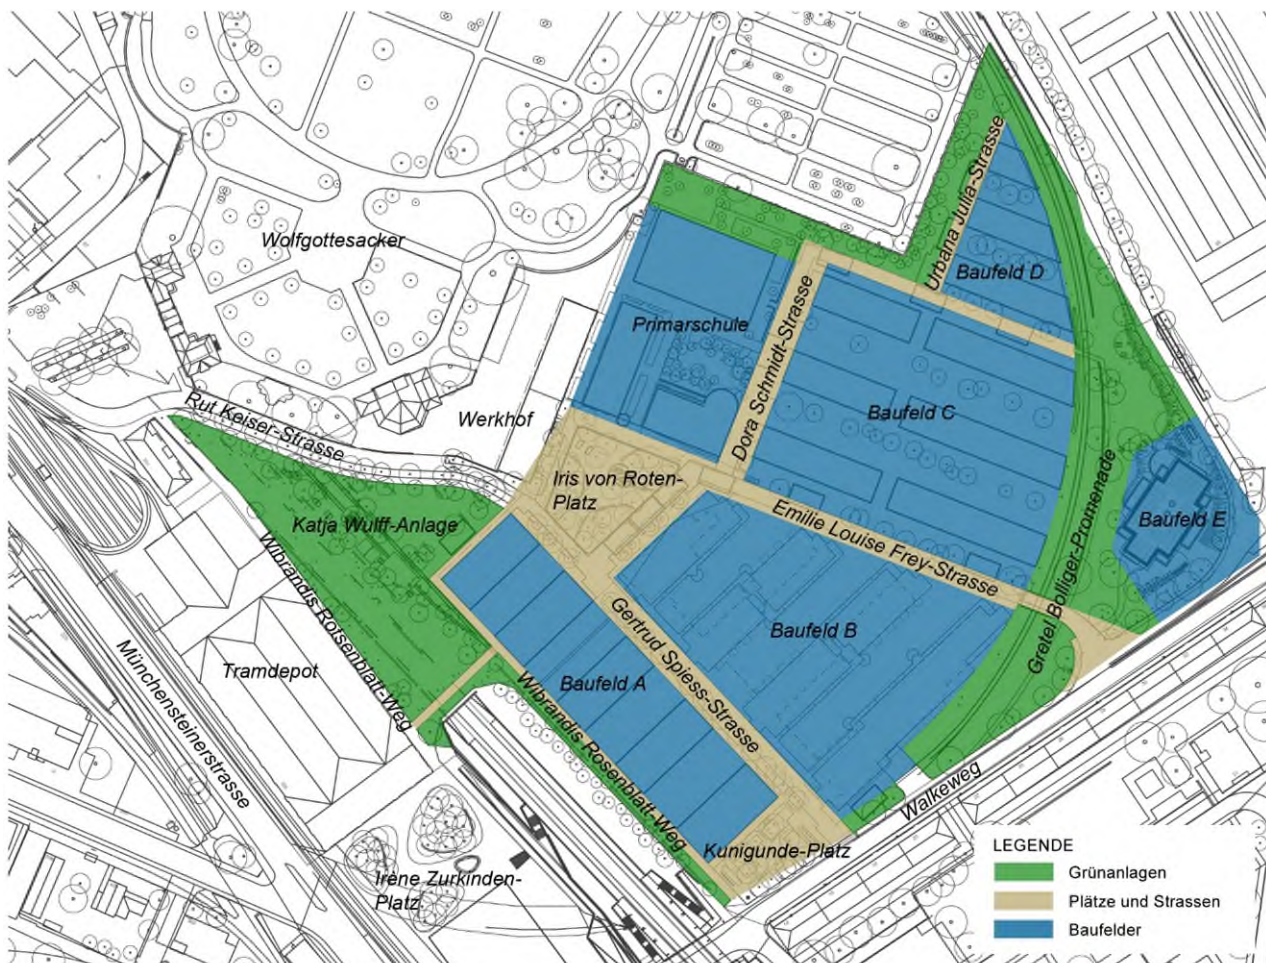 Urbana Julia-Strasse
Wolfgottesacker
Baufeld D
Primarschule
Dora Schmidt-Strasse
Baufeld C
Rut Keiser-Strasse
Werkhof
Iris von Roten-
Platz
Katja Wulff-Anlage
Emilie Louise Frey-Strasse
Gretel Bolliger-Promenade
Baufeld E
Wibrandis Roisenblatt-Weg
Gertrud Spiess-Strasse
Baufeld B
Münchensteinerstrasse
Tramdepot
Baufeld A
Wibrandis Rosenblatt-Weg
Walkeweg
Kunigunde-Platz
Irène Zurkinden-
Platz
LEGENDE
Grünanlagen
Plätze und Strassen
Baufelder